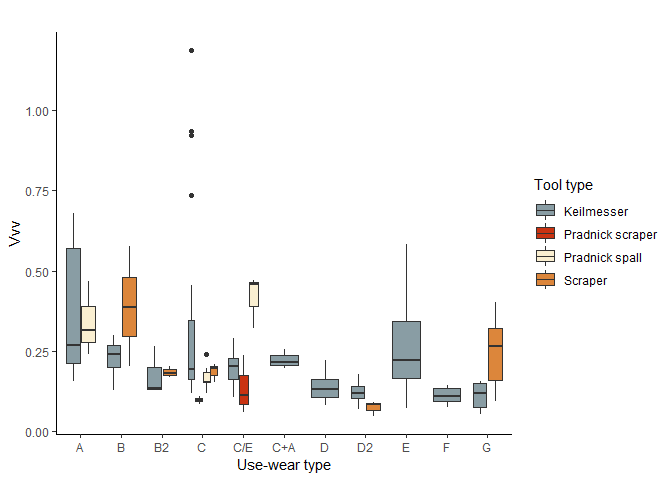 Vvv
1.00
0.75
0.50
0.25
0.00
A B B2 C C/E C+A D D2 E F G
Use-wear type
Tool type
Keilmesser
Pradnick scraper
Pradnick spall
Scraper